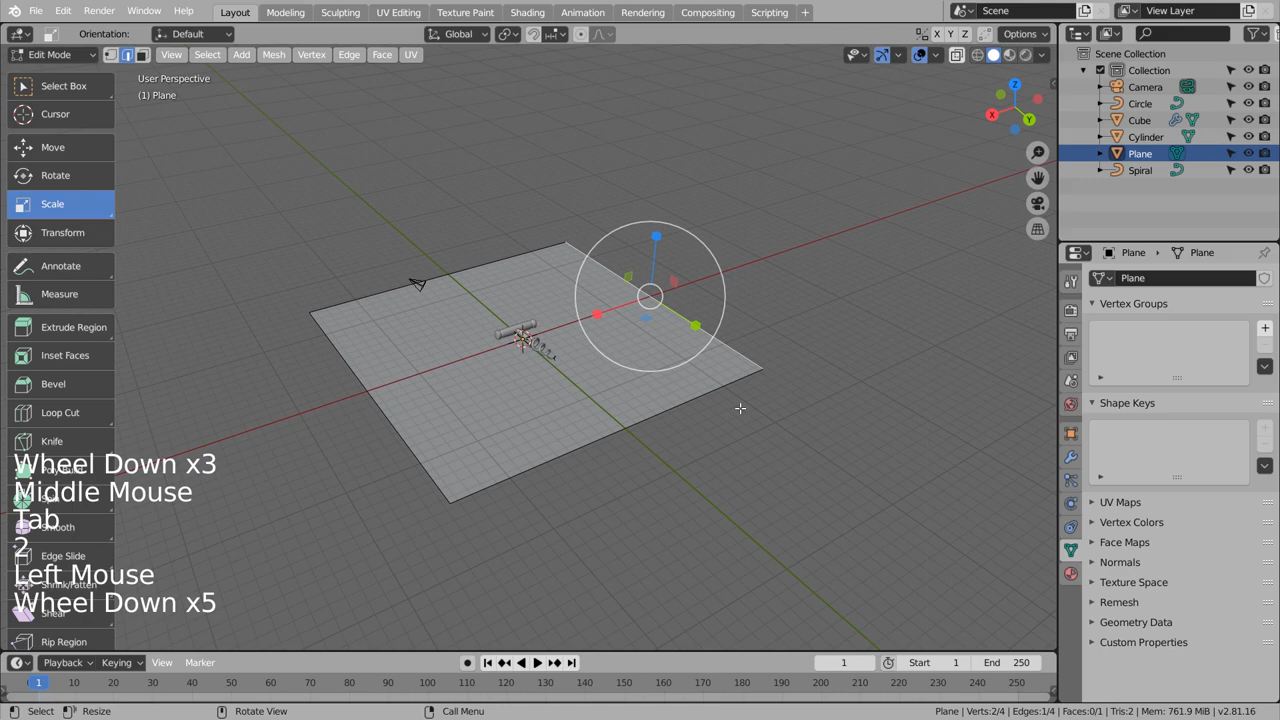 File Edit Render Window Help Layout Modeling Sculpting UV Editing Texture Paint Shading Animation Rendering Compositing Scripting + Scene View Layer
Orientation: Default Global X Y Z Options
Edit Mode View Select Add Mesh Vertex Edge Face UV
User Perspective
(1) Plane
Select Box
Cursor
Move
Rotate
Scale
Transform
Annotate
Measure
Extrude Region
Inset Faces
Bevel
Loop Cut
Knife
Smooth
Edge Slide
Shrink/Fatten
Shear
Rip Region
Wheel Down x3
Middle Mouse
Tab
2
Left Mouse
Wheel Down x5
Z
X
Y
Scene Collection
Collection
Camera
Circle
Cube
Cylinder
Plane
Spiral
Plane Plane
Plane
Vertex Groups
Shape Keys
UV Maps
Vertex Colors
Face Maps
Normals
Texture Space
Remesh
Geometry Data
Custom Properties
Playback Keying View Marker 1 Start 1 End 250
1 10 20 30 40 50 60 70 80 90 100 110 120 130 140 150 160 170 180 190 200 210 220 230 240 250
Select Resize Rotate View Call Menu Plane | Verts:2/4 | Edges:1/4 | Faces:0/1 | Tris:2 | Mem: 761.9 MiB | v2.81.16